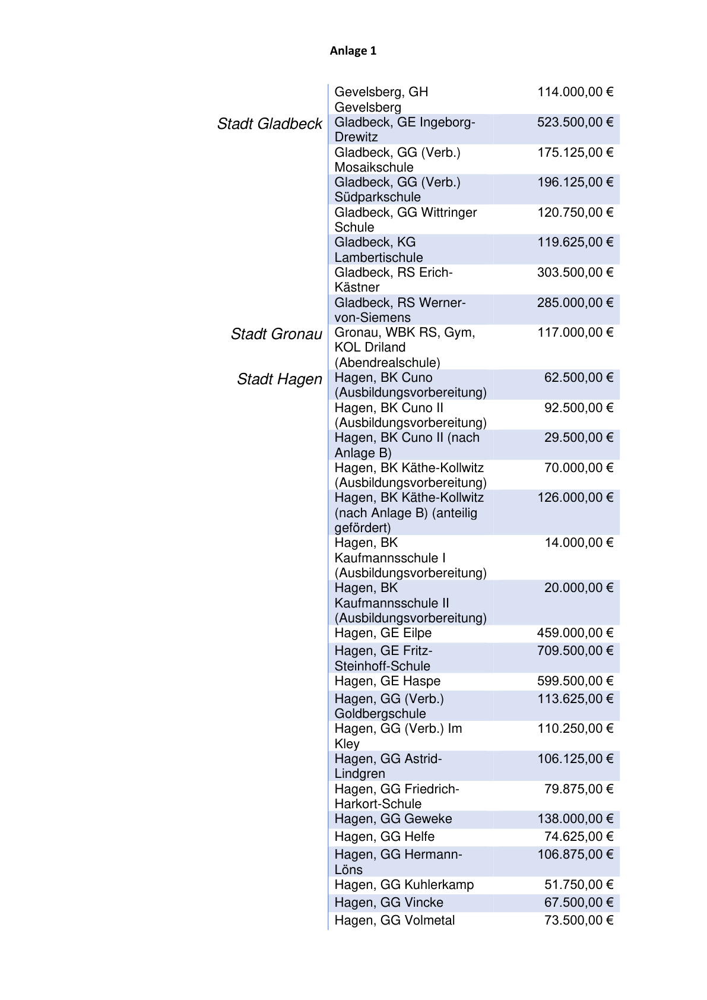 Anlage 1
Gevelsberg, GH 114.000,00 €
Gevelsberg
Stadt Gladbeck Gladbeck, GE Ingeborg- 523.500,00 €
Drewitz
Gladbeck, GG (Verb.) 175.125,00 €
Mosaikschule
Gladbeck, GG (Verb.) 196.125,00 €
Südparkschule
Gladbeck, GG Wittringer 120.750,00 €
Schule
Gladbeck, KG 119.625,00 €
Lambertischule
Gladbeck, RS Erich- 303.500,00 €
Kästner
Gladbeck, RS Werner- 285.000,00 €
von-Siemens
Stadt Gronau Gronau, WBK RS, Gym, 117.000,00 €
KOL Driland
(Abendrealschule)
Stadt Hagen Hagen, BK Cuno 62.500,00 €
(Ausbildungsvorbereitung)
Hagen, BK Cuno II 92.500,00 €
(Ausbildungsvorbereitung)
Hagen, BK Cuno II (nach 29.500,00 €
Anlage B)
Hagen, BK Käthe-Kollwitz 70.000,00 €
(Ausbildungsvorbereitung)
Hagen, BK Käthe-Kollwitz 126.000,00 €
(nach Anlage B) (anteilig
gefördert)
Hagen, BK 14.000,00 €
Kaufmannsschule I
(Ausbildungsvorbereitung)
Hagen, BK 20.000,00 €
Kaufmannsschule II
(Ausbildungsvorbereitung)
Hagen, GE Eilpe 459.000,00 €
Hagen, GE Fritz- 709.500,00 €
Steinhoff-Schule
Hagen, GE Haspe 599.500,00 €
Hagen, GG (Verb.) 113.625,00 €
Goldbergschule
Hagen, GG (Verb.) Im 110.250,00 €
Kley
Hagen, GG Astrid- 106.125,00 €
Lindgren
Hagen, GG Friedrich- 79.875,00 €
Harkort-Schule
Hagen, GG Geweke 138.000,00 €
Hagen, GG Helfe 74.625,00 €
Hagen, GG Hermann- 106.875,00 €
Löns
Hagen, GG Kuhlerkamp 51.750,00 €
Hagen, GG Vincke 67.500,00 €
Hagen, GG Volmetal 73.500,00 €